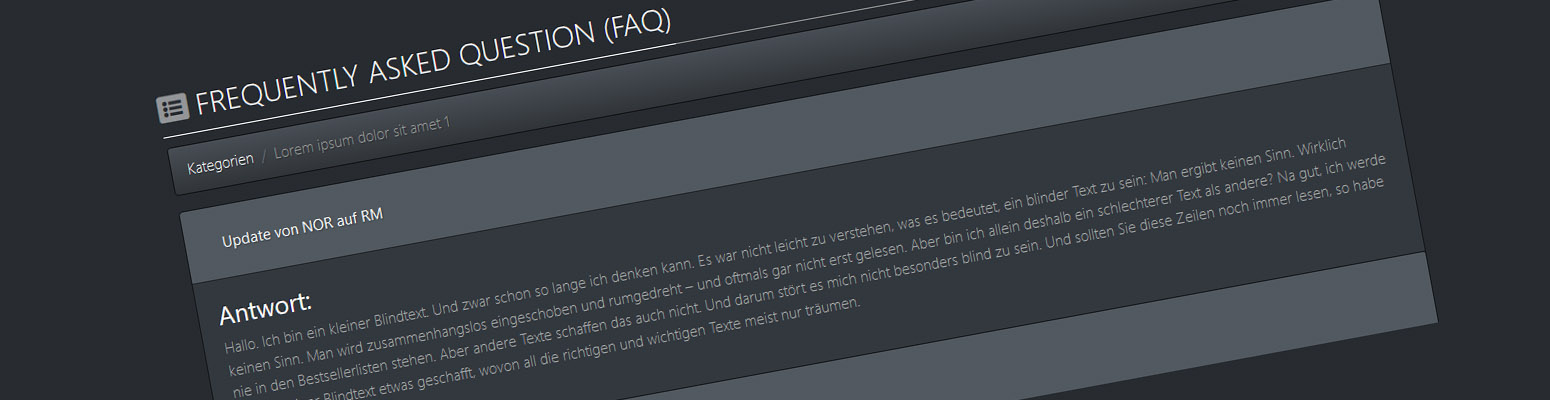 FREQUENTLY ASKED QUESTION (FAQ)
Kategorien / Lorem ipsum dolor sit amet 1
Update von NOR auf RM
Antwort:
Hallo. Ich bin ein kleiner Blindtext. Und zwar schon so lange ich denken kann. Es war nicht leicht zu verstehen, was es bedeutet, ein blinder Text zu sein: Man ergibt keinen Sinn. Wirklich
keinen Sinn. Man wird zusammenhangslos eingeschoben und rumgedreht – und oftmals gar nicht erst gelesen. Aber bin ich allein deshalb ein schlechterer Text als andere? Na gut, ich werde
nie in den Bestsellerlisten stehen. Aber andere Texte schaffen das auch nicht. Und darum stört es mich nicht besonders blind zu sein. Und sollten Sie diese Zeilen noch immer lesen, so habe
Blindtext etwas geschafft, wovon all die richtigen und wichtigen Texte meist nur träumen.